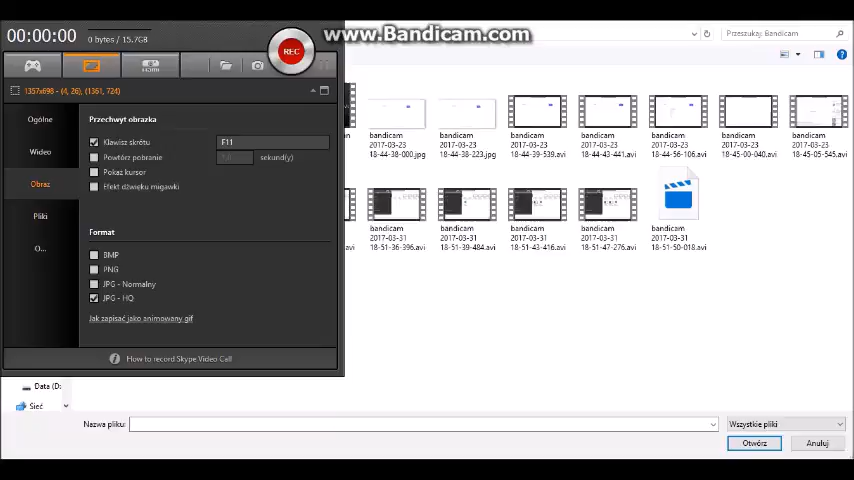 www.Bandicam.com
00:00:00
0 bytes / 15,7GB
REC
Przeszukaj: Bandicam
HDMI
1357x698 - (4, 26), (1361, 724)
Ogólne
Wideo
Obraz
Pliki
O...
Przechwyt obrazka
Klawisz skrótu
F11
Powtórz pobranie
sekund(y)
Pokaż kursor
Efekt dźwięku migawki
Format
BMP
PNG
JPG - Normalny
JPG - HQ
Jak zapisać jako animowany gif
How to record Skype Video Call
bandicam
2017-03-23
18-44-38-000.jpg
bandicam
2017-03-23
18-44-38-223.jpg
bandicam
2017-03-23
18-44-39-539.avi
bandicam
2017-03-23
18-44-43-441.avi
bandicam
2017-03-23
18-44-56-106.avi
bandicam
2017-03-23
18-45-00-040.avi
bandicam
2017-03-23
18-45-05-545.avi
bandicam
2017-03-31
18-51-36-396.avi
bandicam
2017-03-31
18-51-39-484.avi
bandicam
2017-03-31
18-51-43-416.avi
bandicam
2017-03-31
18-51-47-276.avi
bandicam
2017-03-31
18-51-50-018.avi
Data (D:
Sieć
Nazwa pliku:
Wszystkie pliki
Otwórz
Anuluj